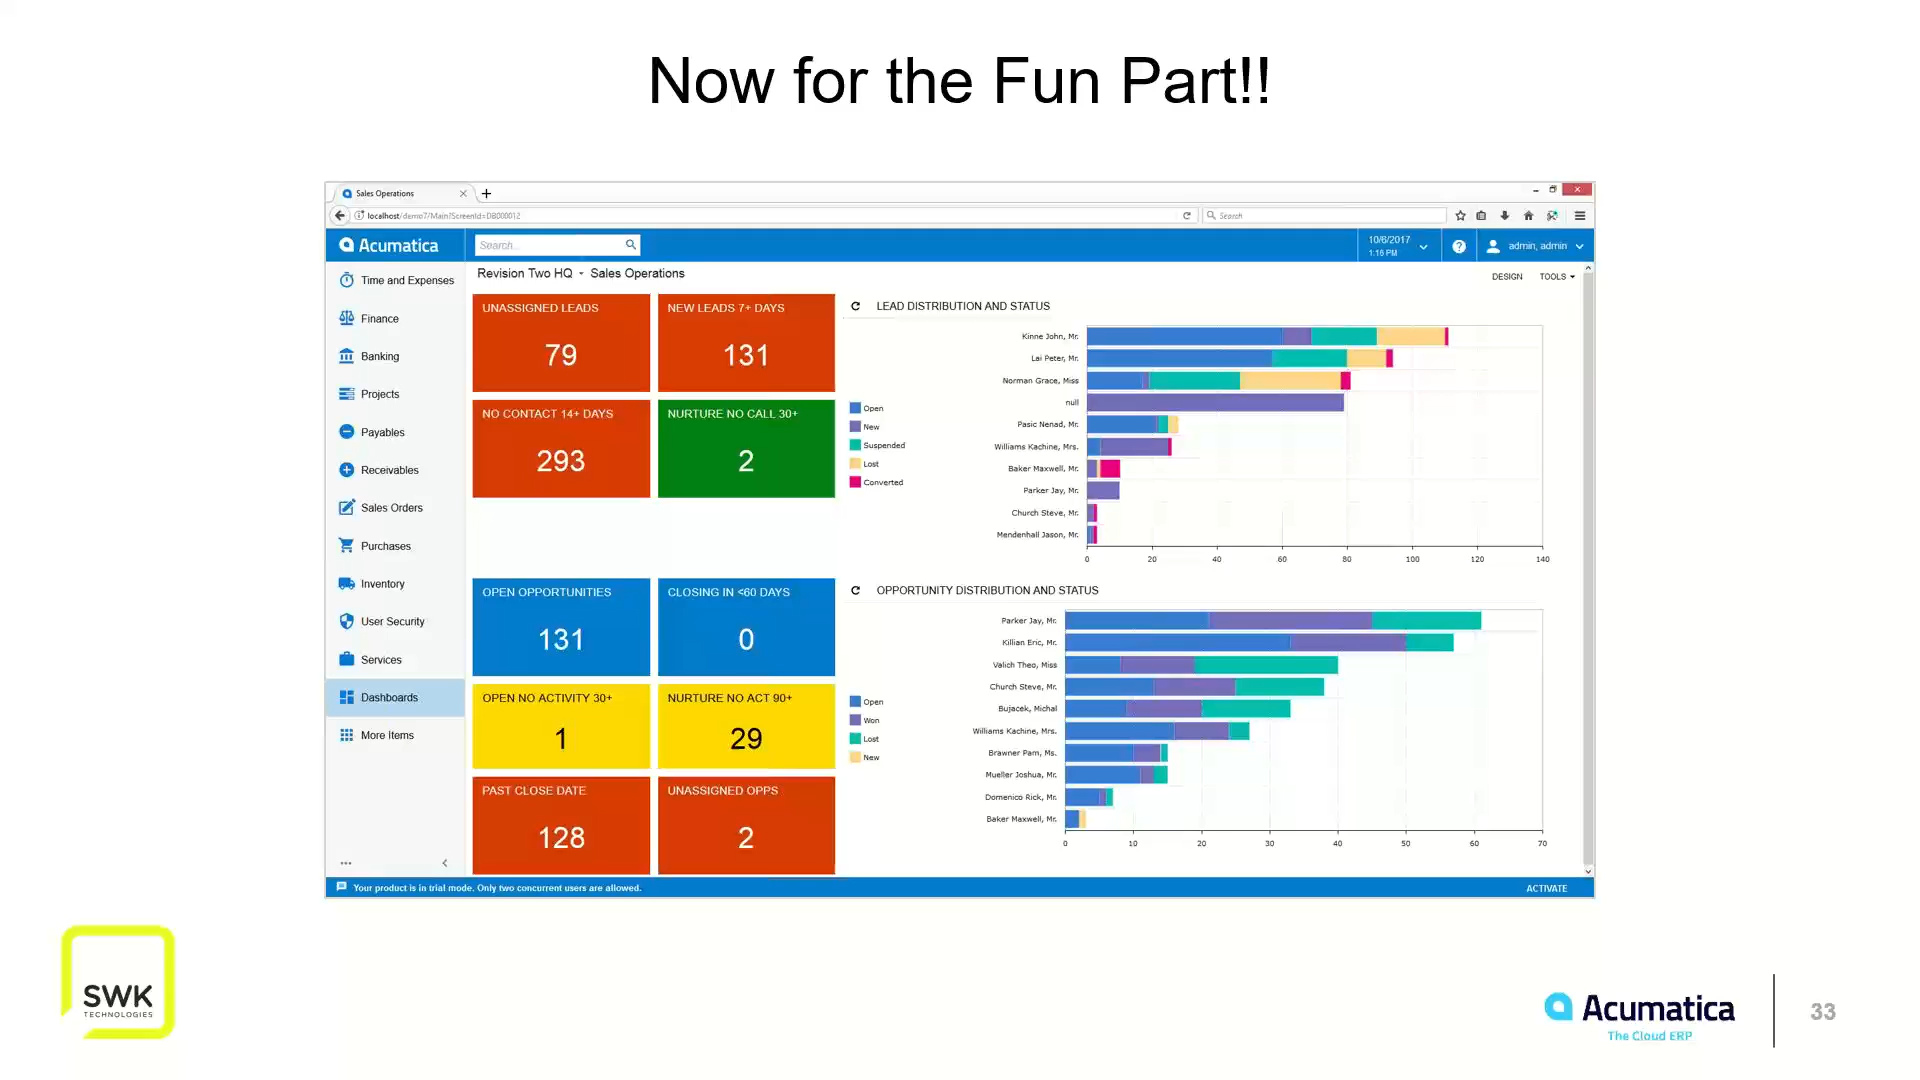 Now for the Fun Part!!
Sales Operations
localhost/demo7/Main?ScreenId=DB000012
Search
Acumatica
Search...
10/6/2017
1:16 PM
admin, admin
Revision Two HQ - Sales Operations
DESIGN
TOOLS
Time and Expenses
Finance
Banking
Projects
Payables
Receivables
Sales Orders
Purchases
Inventory
User Security
Services
Dashboards
More Items
UNASSIGNED LEADS
79
NEW LEADS 7+ DAYS
131
NO CONTACT 14+ DAYS
293
NURTURE NO CALL 30+
2
LEAD DISTRIBUTION AND STATUS
Open
New
Suspended
Lost
Converted
Kinne John, Mr.
Lai Peter, Mr.
Norman Grace, Miss
null
Pasic Nenad, Mr.
Williams Kachine, Mrs.
Baker Maxwell, Mr.
Parker Jay, Mr.
Church Steve, Mr.
Mendenhall Jason, Mr.
0 20 40 60 80 100 120 140
OPEN OPPORTUNITIES
131
CLOSING IN <60 DAYS
0
OPEN NO ACTIVITY 30+
1
NURTURE NO ACT 90+
29
PAST CLOSE DATE
128
UNASSIGNED OPPS
2
OPPORTUNITY DISTRIBUTION AND STATUS
Open
Won
Lost
New
Parker Jay, Mr.
Killian Eric, Mr.
Valich Theo, Miss
Church Steve, Mr.
Bujacek, Michal
Williams Kachine, Mrs.
Brawner Pam, Ms.
Mueller Joshua, Mr.
Domenico Rick, Mr.
Baker Maxwell, Mr.
0 10 20 30 40 50 60 70
Your product is in trial mode. Only two concurrent users are allowed.
ACTIVATE
SWK
TECHNOLOGIES
Acumatica
The Cloud ERP
33